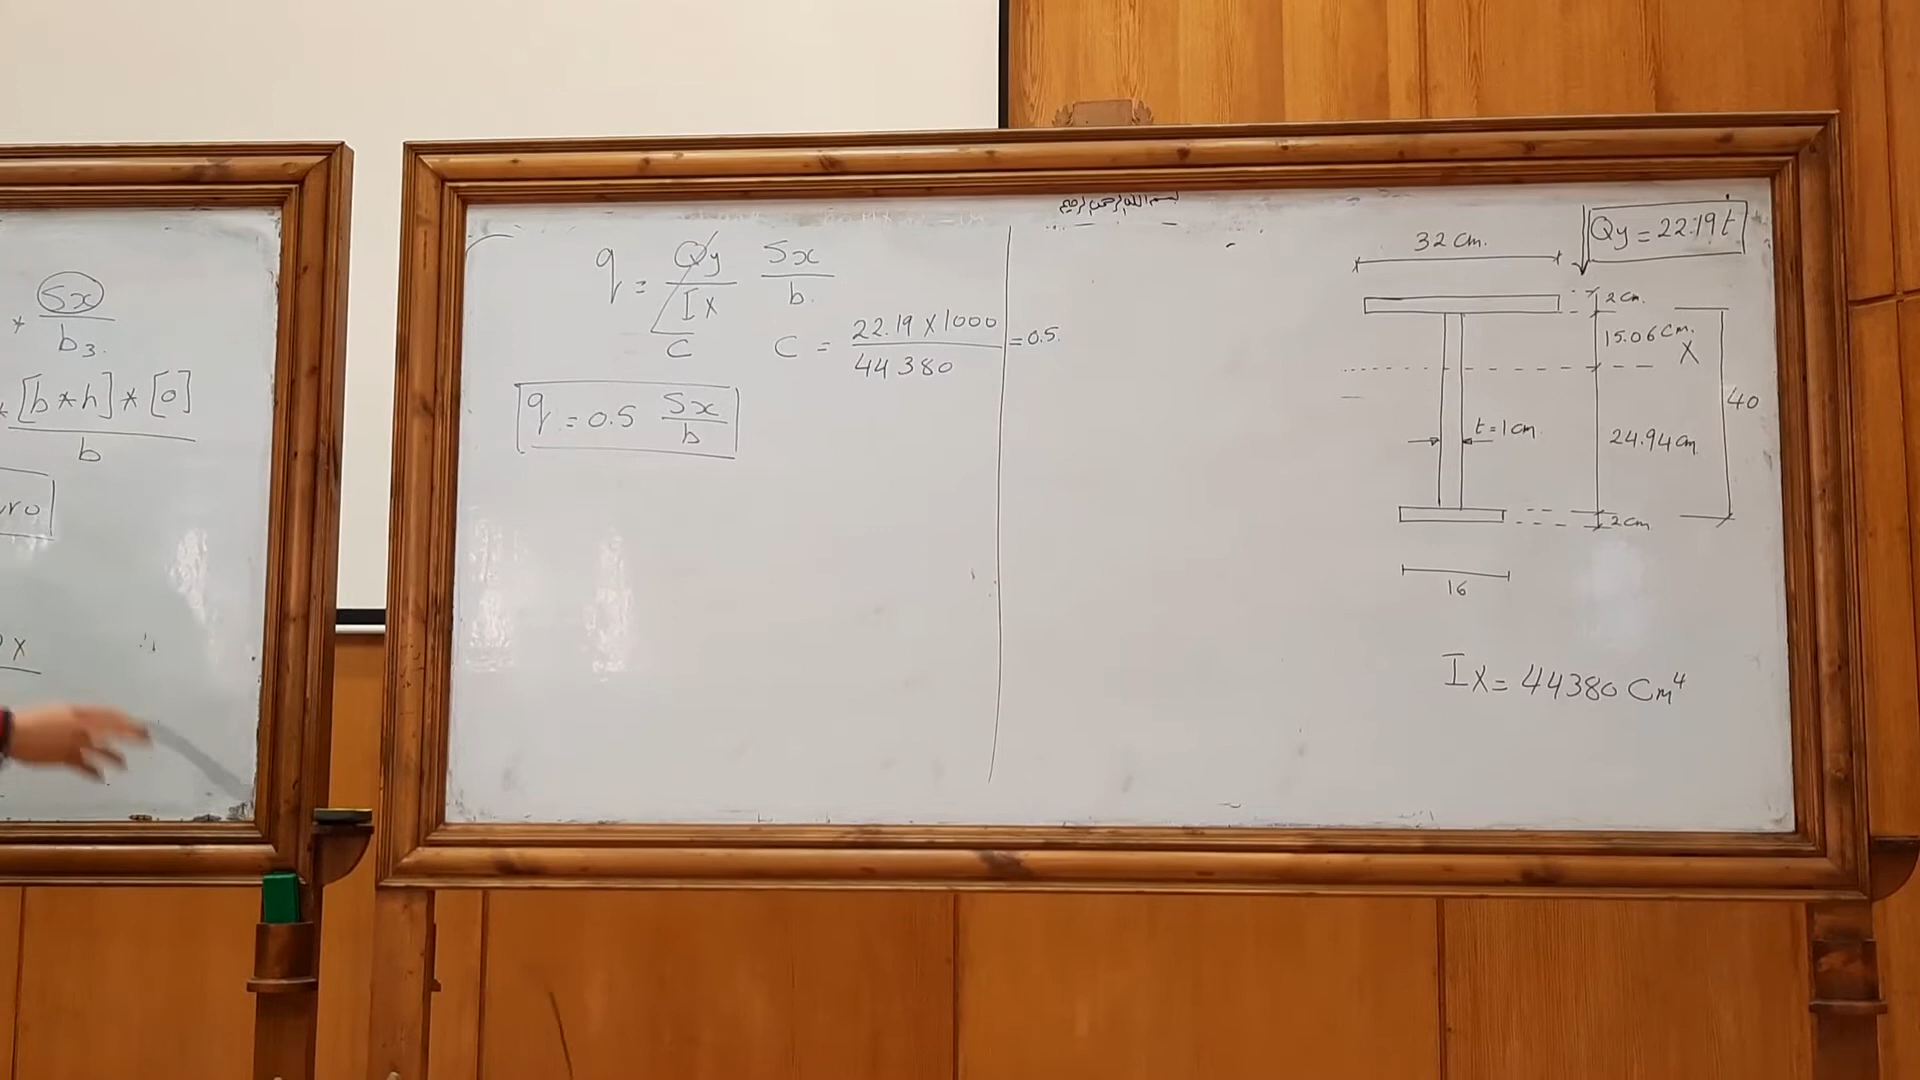 * Sx / b3.
* [b*h] * [0] / b
x
بسم الله الرحمن الرحيم
q = Qy / Ix Sx / b.
C
C = 22.19 X 1000 / 44380 = 0.5.
q = 0.5 Sx / b
32 cm.
Qy = 22.19 t
2 cm.
15.06 cm.
X
40
t = 1 cm.
24.94 cm
2 cm
16
Ix = 44380 Cm⁴